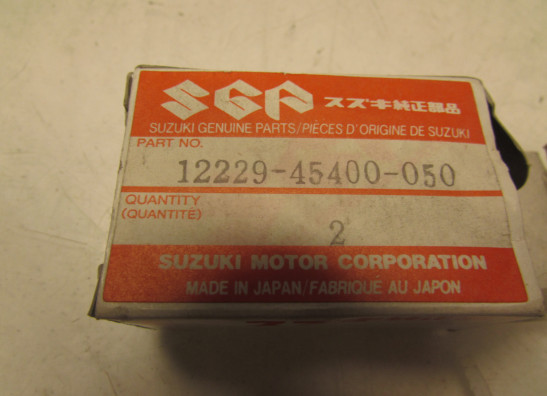 SGP スズキ純正部品
SUZUKI GENUINE PARTS/PIÈCES D'ORIGINE DE SUZUKI
PART NO.
12229-45400-050
QUANTITY
(QUANTITÉ)
2
SUZUKI MOTOR CORPORATION
MADE IN JAPAN/FABRIQUÉ AU JAPON